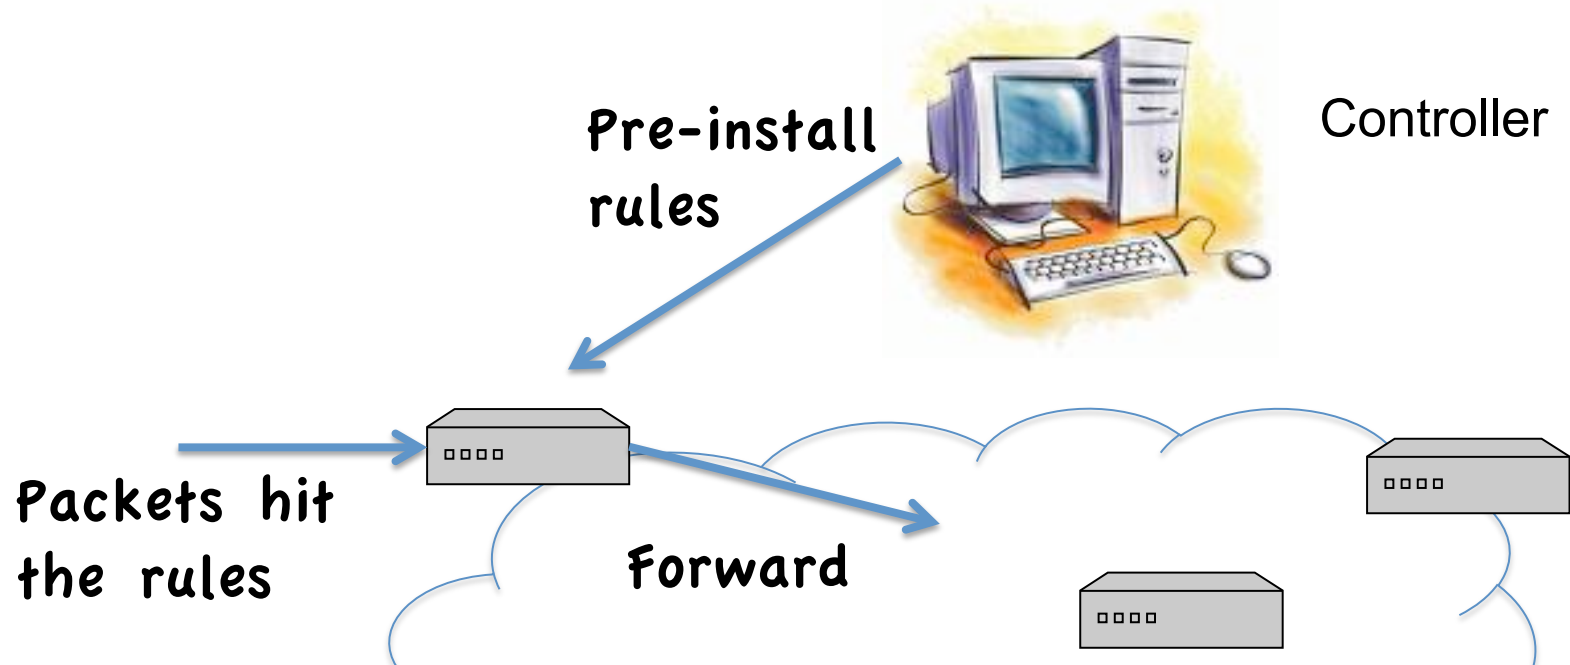 Pre-install
rules
Controller
Packets hit
the rules
Forward